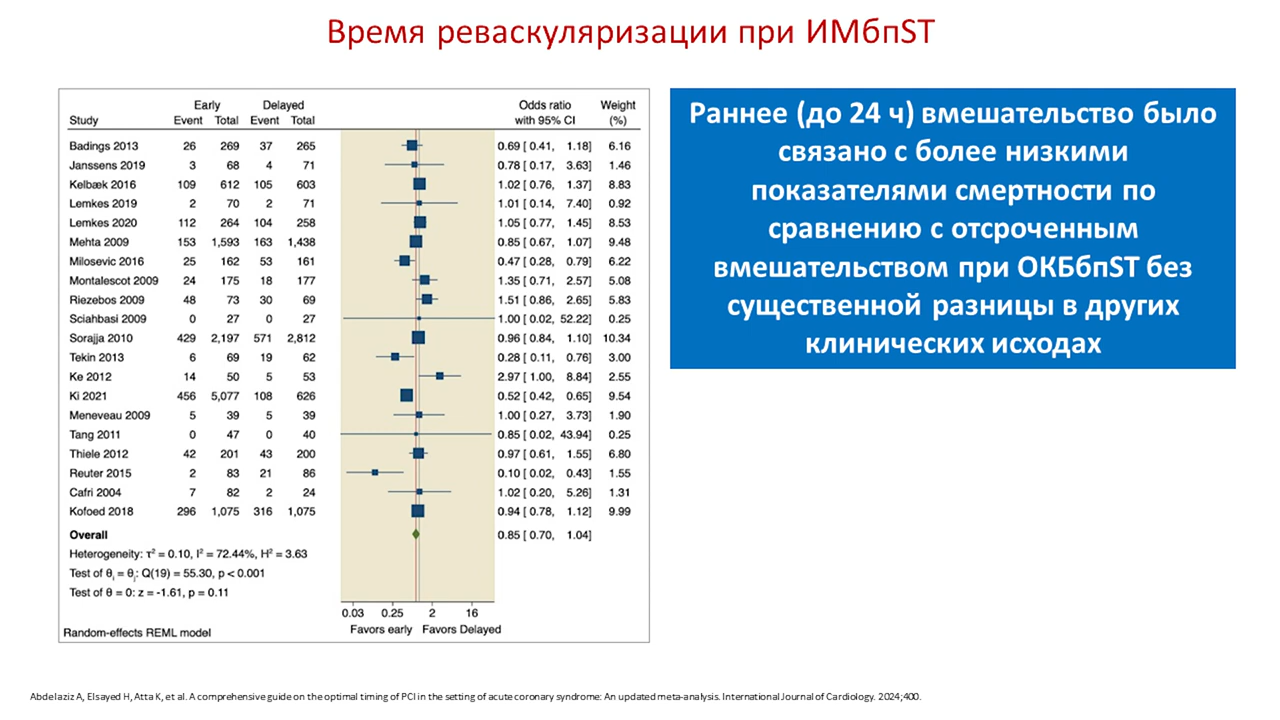 Время реваскуляризации при ИМбпST
Early Delayed Odds ratio Weight
Study Event Total Event Total with 95% CI (%)
Badings 2013 26 269 37 265 0.69 [ 0.41, 1.18] 6.16
Janssens 2019 3 68 4 71 0.78 [ 0.17, 3.63] 1.46
Kelbæk 2016 109 612 105 603 1.02 [ 0.76, 1.37] 8.83
Lemkes 2019 2 70 2 71 1.01 [ 0.14, 7.40] 0.92
Lemkes 2020 112 264 104 258 1.05 [ 0.77, 1.45] 8.53
Mehta 2009 153 1,593 163 1,438 0.85 [ 0.67, 1.07] 9.48
Milosevic 2016 25 162 53 161 0.47 [ 0.28, 0.79] 6.22
Montalescot 2009 24 175 18 177 1.35 [ 0.71, 2.57] 5.08
Riezebos 2009 48 73 30 69 1.51 [ 0.86, 2.65] 5.83
Sciahbasi 2009 0 27 0 27 1.00 [ 0.02, 52.22] 0.25
Sorajja 2010 429 2,197 571 2,812 0.96 [ 0.84, 1.10] 10.34
Tekin 2013 6 69 19 62 0.28 [ 0.11, 0.76] 3.00
Ke 2012 14 50 5 53 2.97 [ 1.00, 8.84] 2.55
Ki 2021 456 5,077 108 626 0.52 [ 0.42, 0.65] 9.54
Meneveau 2009 5 39 5 39 1.00 [ 0.27, 3.73] 1.90
Tang 2011 0 47 0 40 0.85 [ 0.02, 43.94] 0.25
Thiele 2012 42 201 43 200 0.97 [ 0.61, 1.55] 6.80
Reuter 2015 2 83 21 86 0.10 [ 0.02, 0.43] 1.55
Cafri 2004 7 82 2 24 1.02 [ 0.20, 5.26] 1.31
Kofoed 2018 296 1,075 316 1,075 0.94 [ 0.78, 1.12] 9.99
Overall 0.85 [ 0.70, 1.04]
Heterogeneity: τ² = 0.10, I² = 72.44%, H² = 3.63
Test of θᵢ = θⱼ: Q(19) = 55.30, p < 0.001
Test of θ = 0: z = -1.61, p = 0.11
0.03 0.25 2 16
Favors early Favors Delayed
Random-effects REML model
Раннее (до 24 ч) вмешательство было
связано с более низкими
показателями смертности по
сравнению с отсроченным
вмешательством при ОКБбпST без
существенной разницы в других
клинических исходах
Abdelaziz A, Elsayed H, Atta K, et al. A comprehensive guide on the optimal timing of PCI in the setting of acute coronary syndrome: An updated meta-analysis. International Journal of Cardiology. 2024;400.